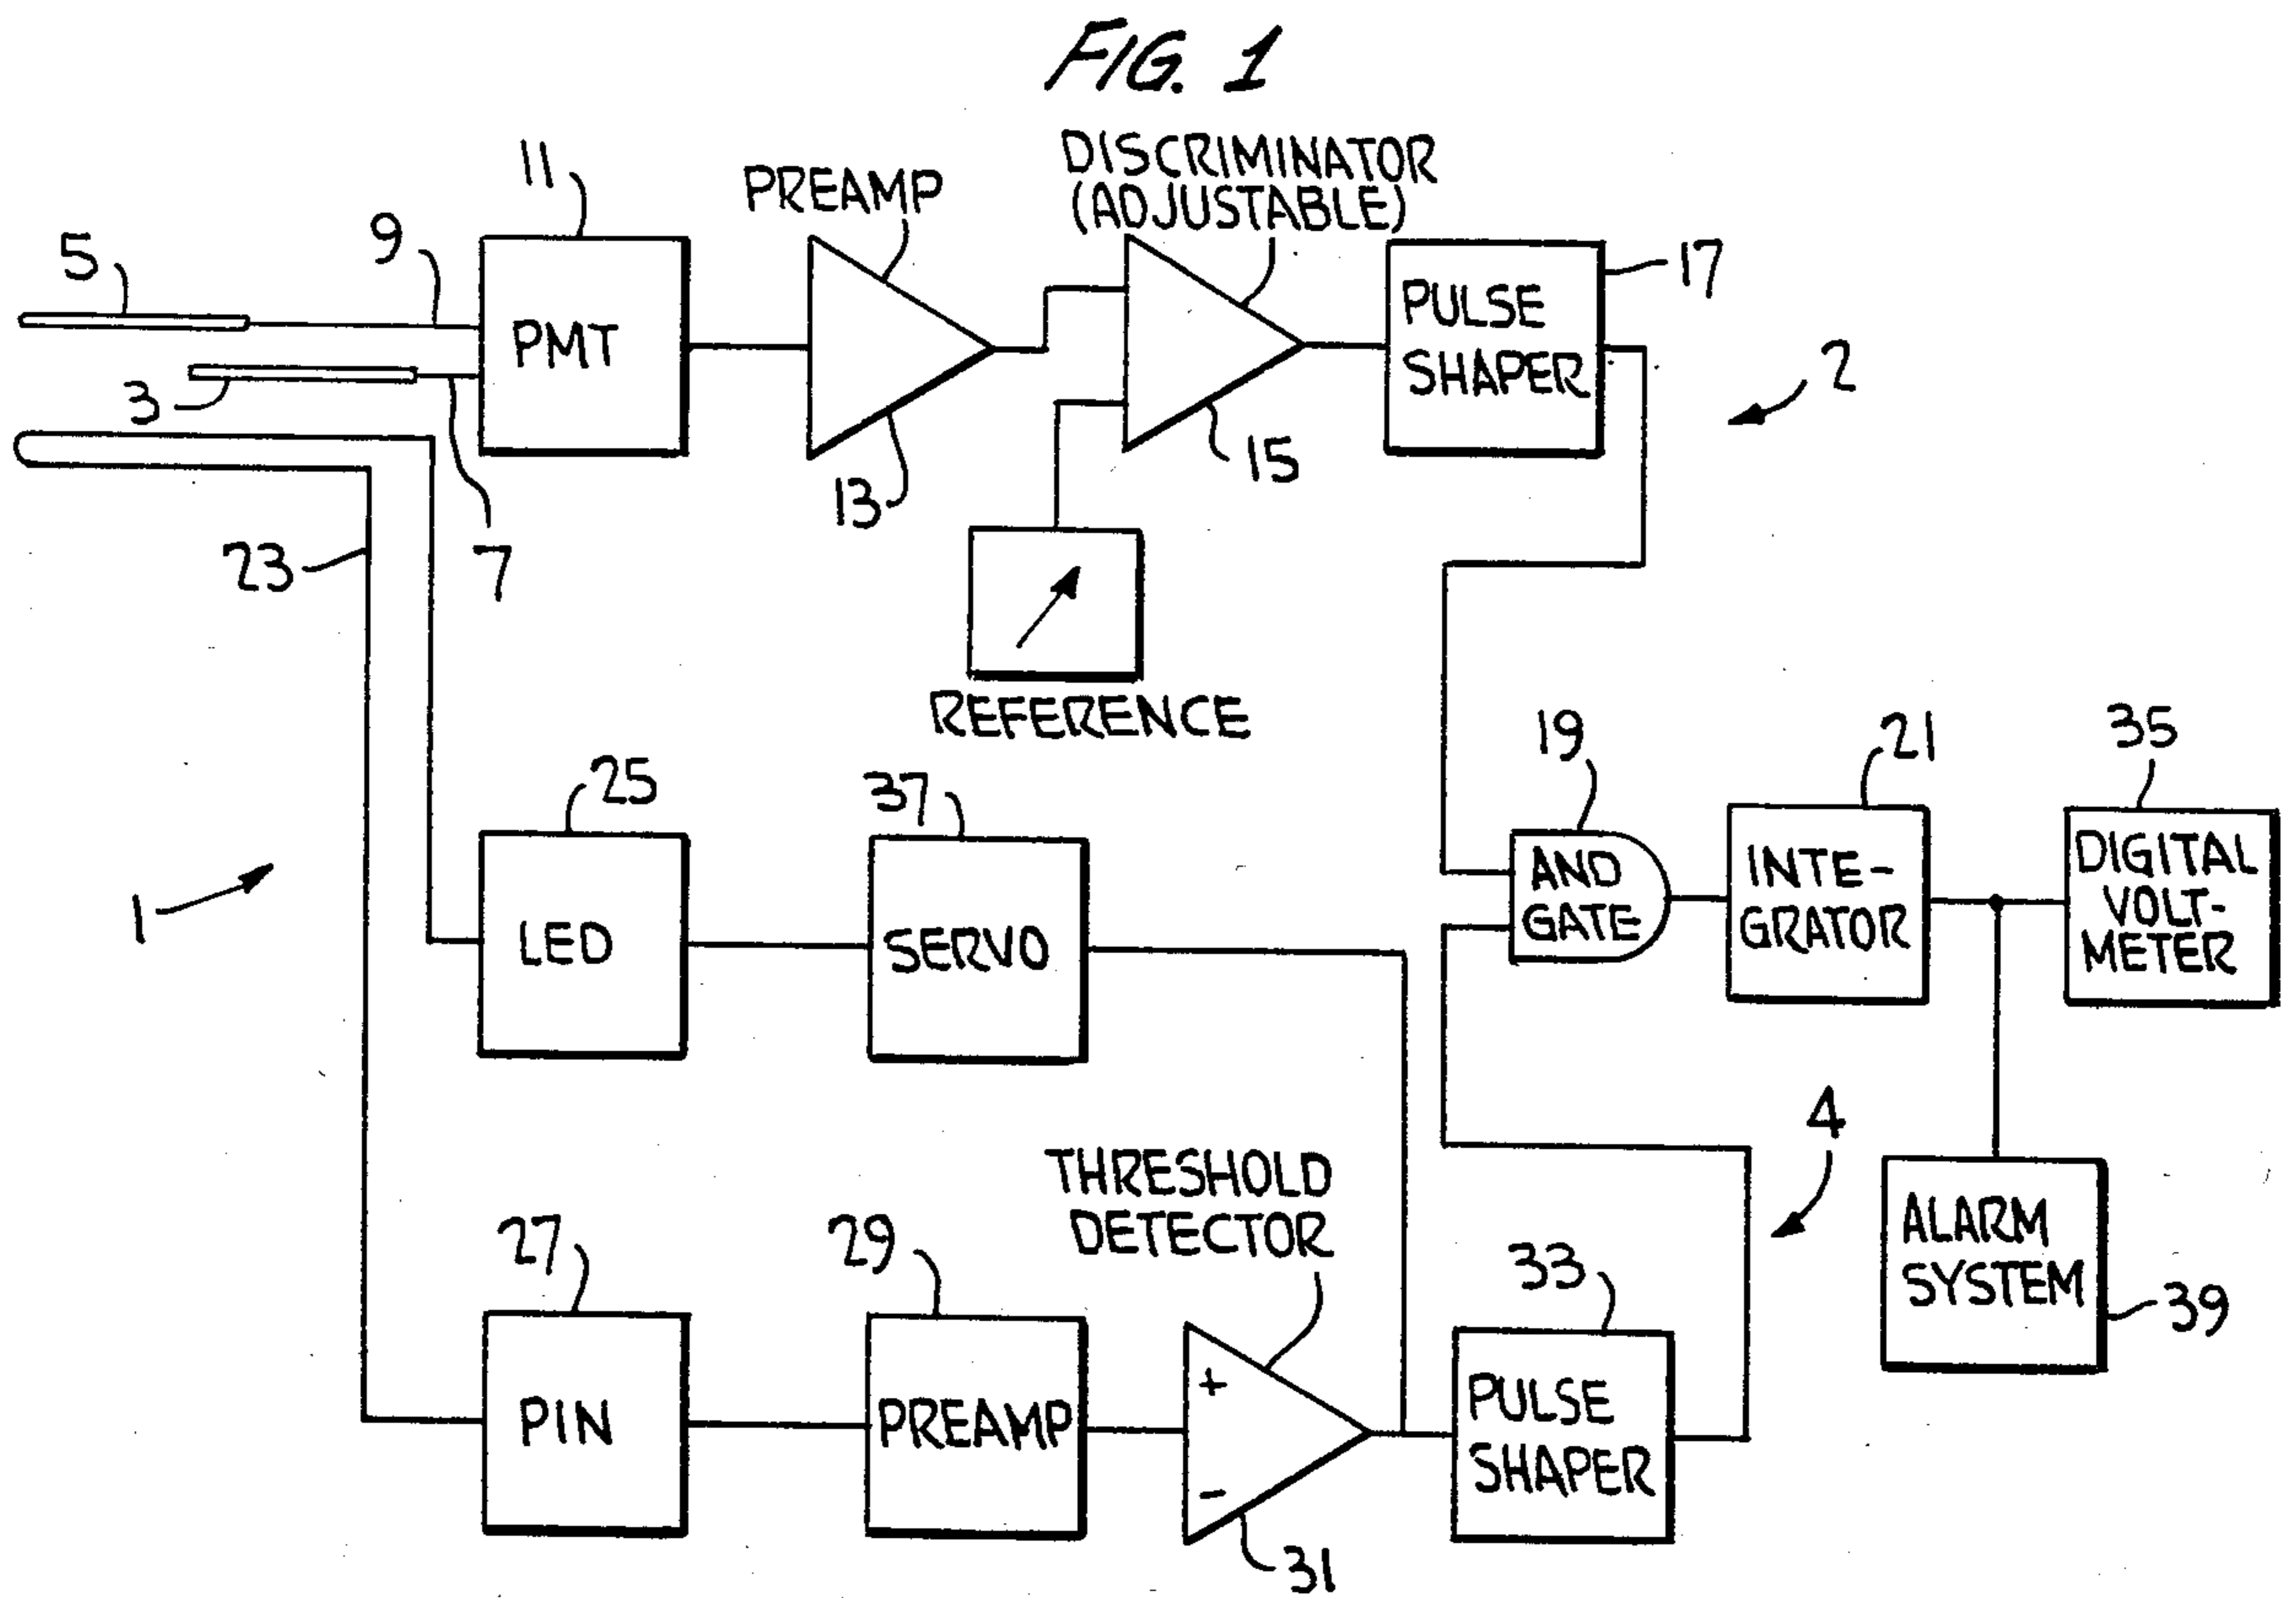 FIG. 1
11
PREAMP
DISCRIMINATOR
(ADJUSTABLE)
5
9
17
PMT
PULSE
SHAPER
2
3
13
15
23
7
REFERENCE
19
21
35
25
37
AND
GATE
INTE-
GRATOR
DIGITAL
VOLT-
METER
1
LED
SERVO
4
THRESHOLD
DETECTOR
ALARM
SYSTEM
39
27
29
33
+
PIN
PREAMP
PULSE
SHAPER
-
31